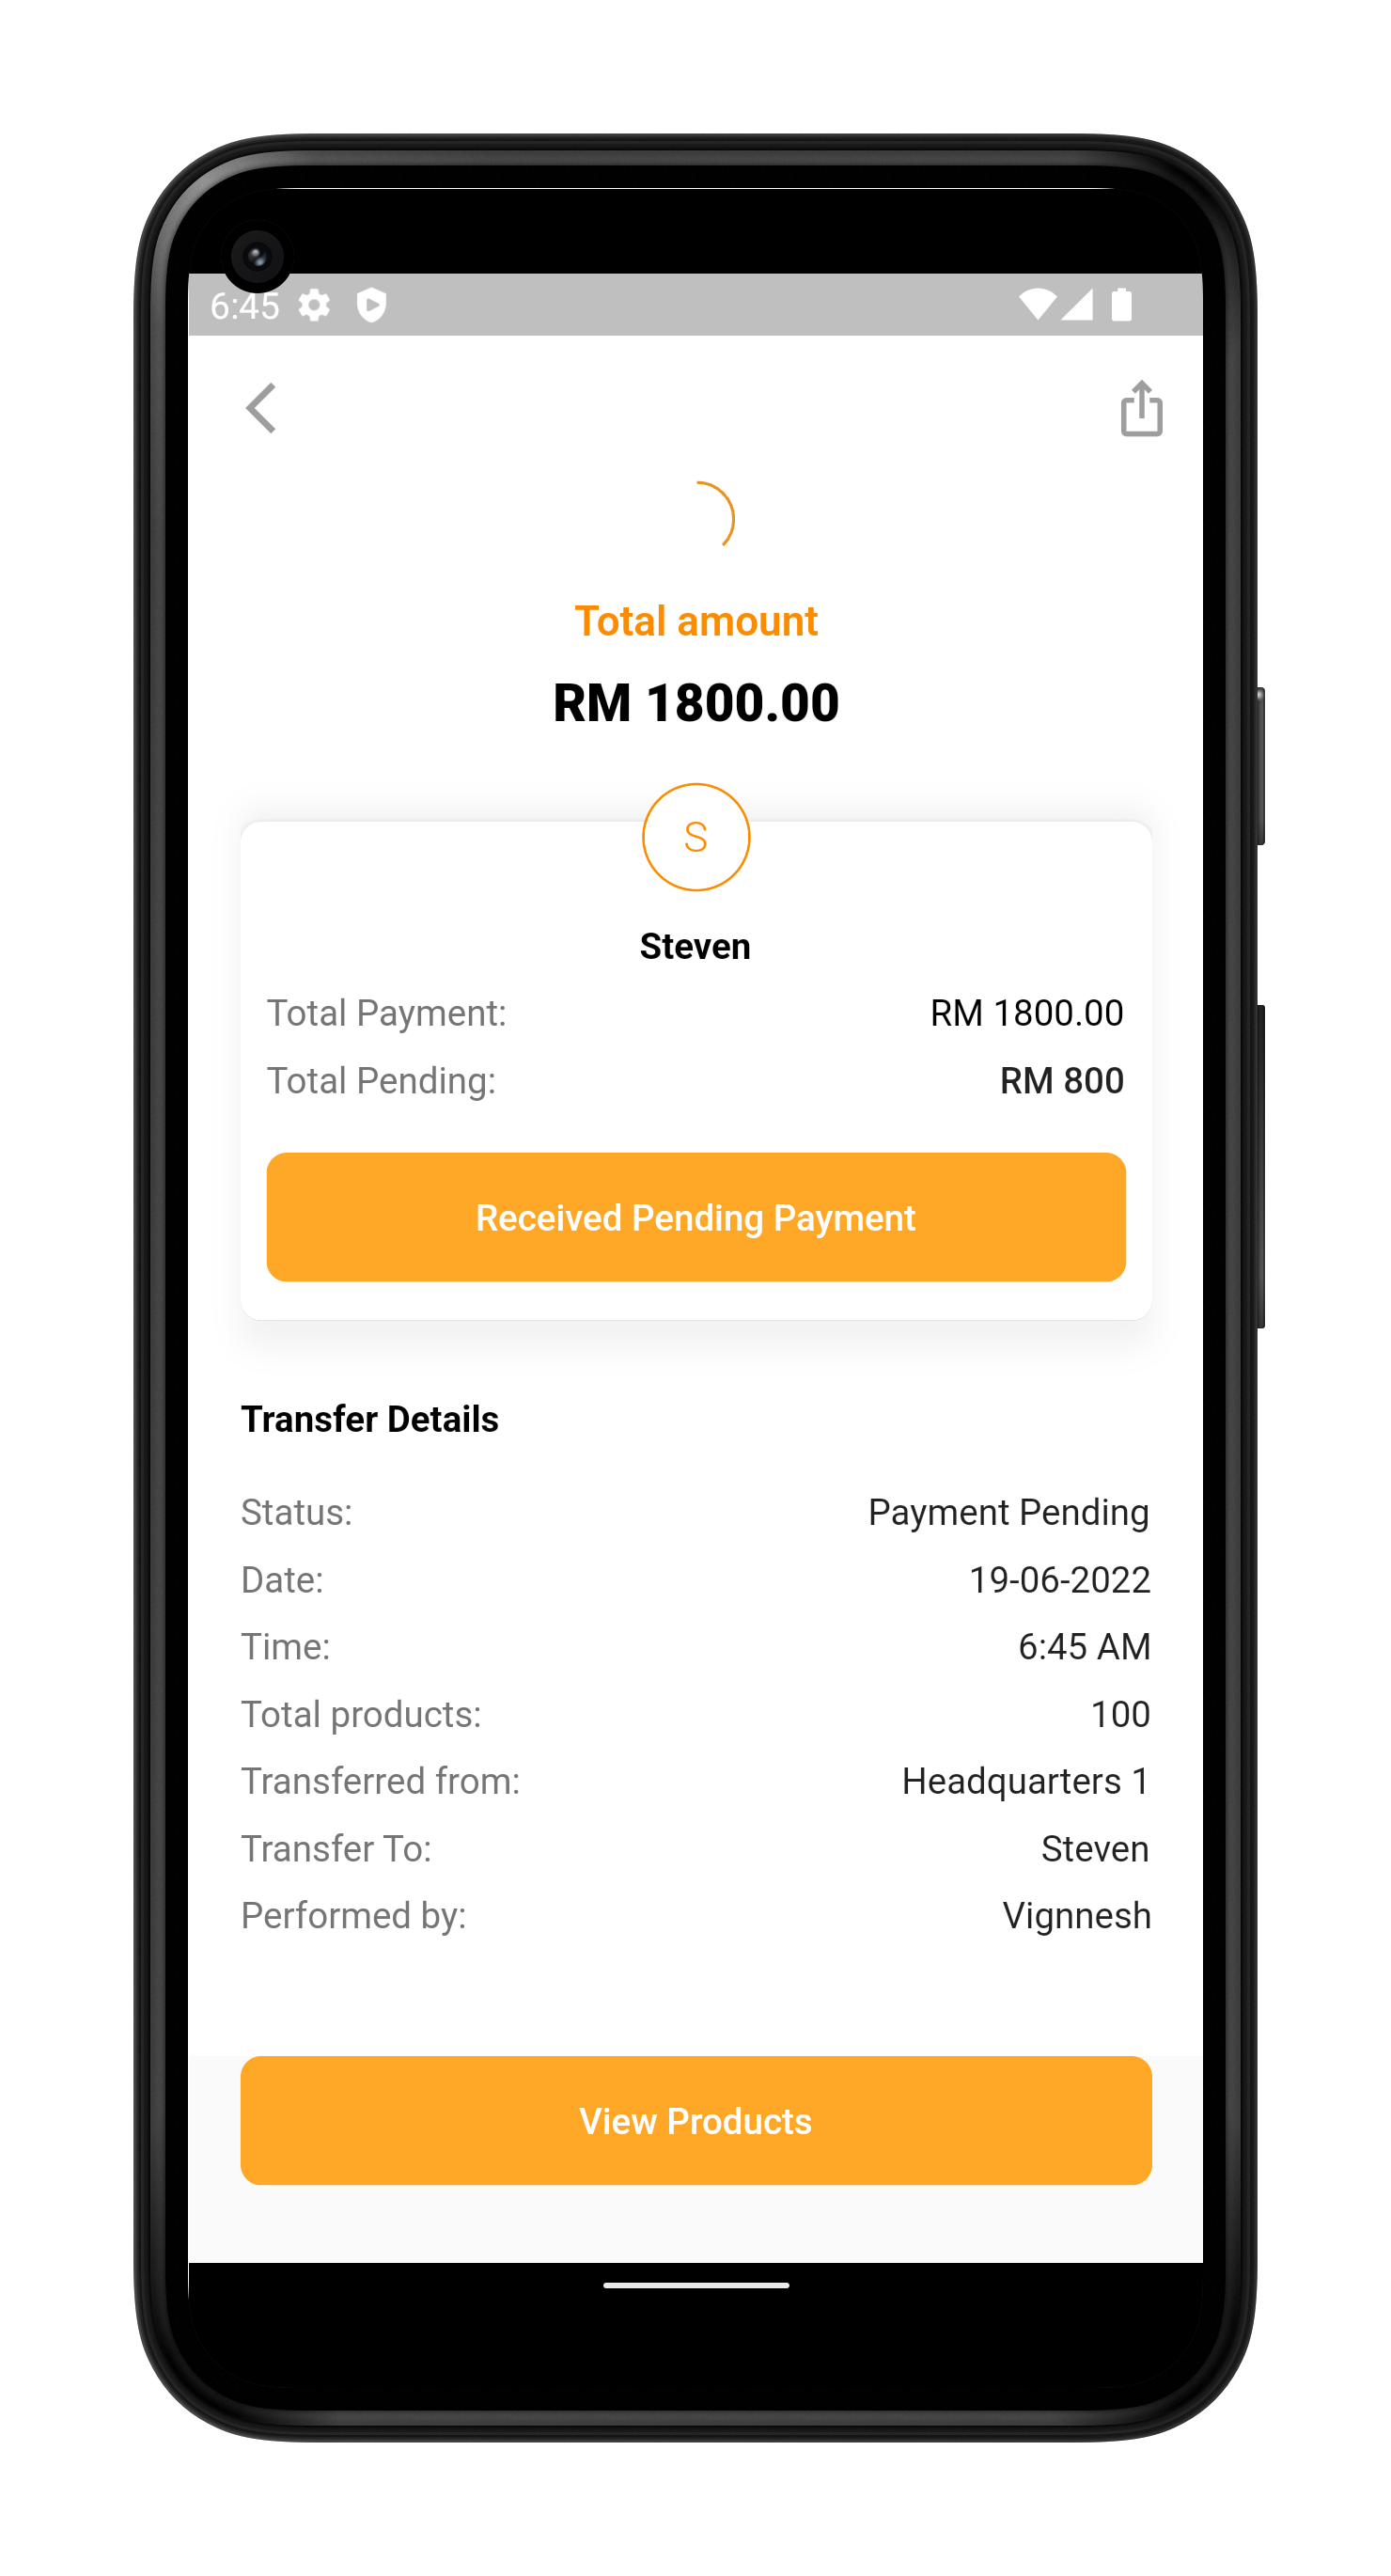 6:45
Total amount
RM 1800.00
S
Steven
Total Payment: RM 1800.00
Total Pending: RM 800
Received Pending Payment
Transfer Details
Status: Payment Pending
Date: 19-06-2022
Time: 6:45 AM
Total products: 100
Transferred from: Headquarters 1
Transfer To: Steven
Performed by: Vignnesh
View Products